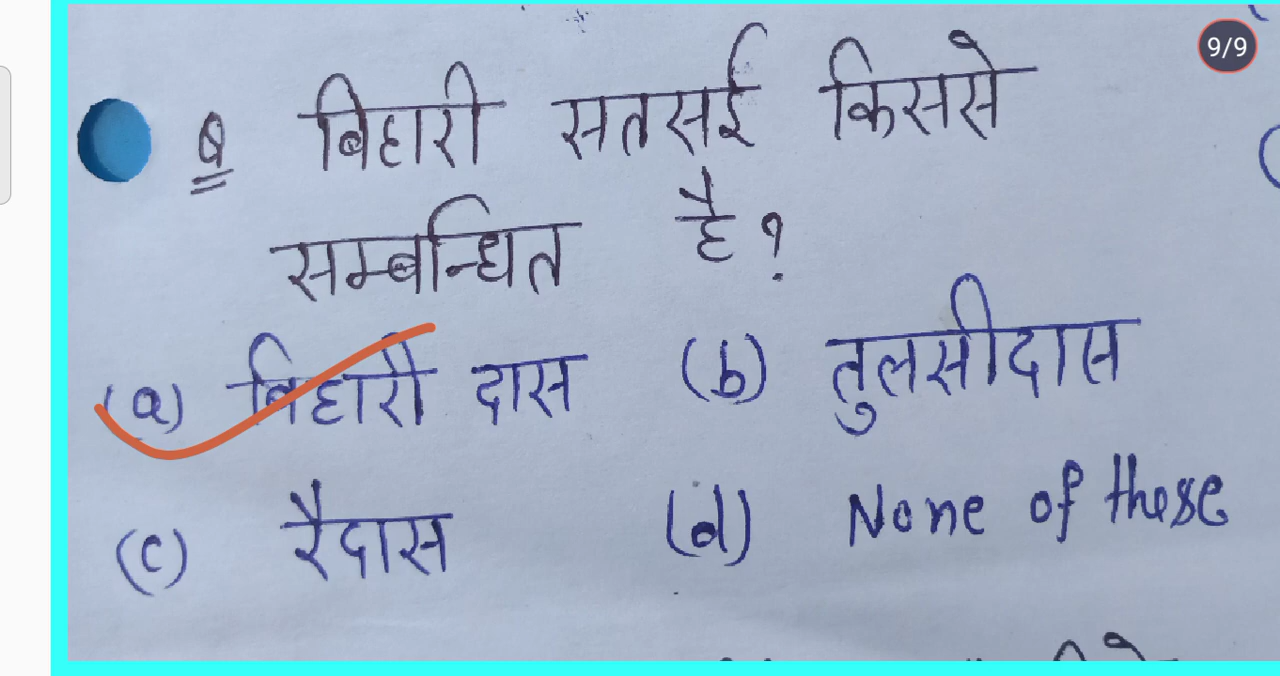 9/9
Q बिहारी सतसई किससे
सम्बन्धित है?
(a) बिहारी दास (b) तुलसीदास
(c) रैदास (d) None of these